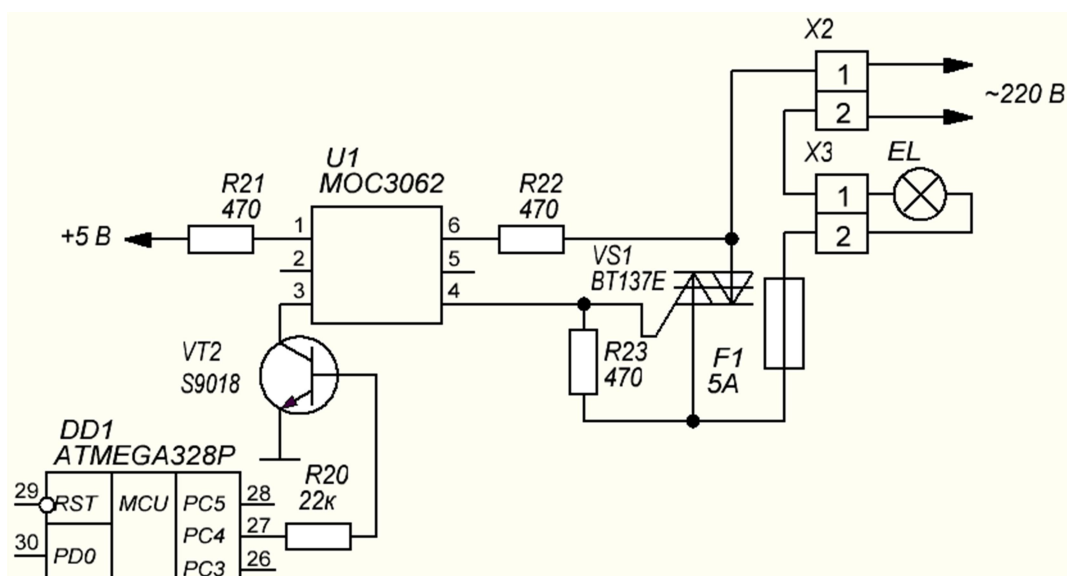 X2
1
~220 В
2
X3
EL
1
2
U1
MOC3062
R21
470
R22
470
+5 В
1
6
2
5
3
4
VS1
BT137E
VT2
S9018
R23
470
F1
5A
DD1
ATMEGA328P
R20
22к
29
RST
MCU
PC5
28
PC4
27
30
PD0
PC3
26